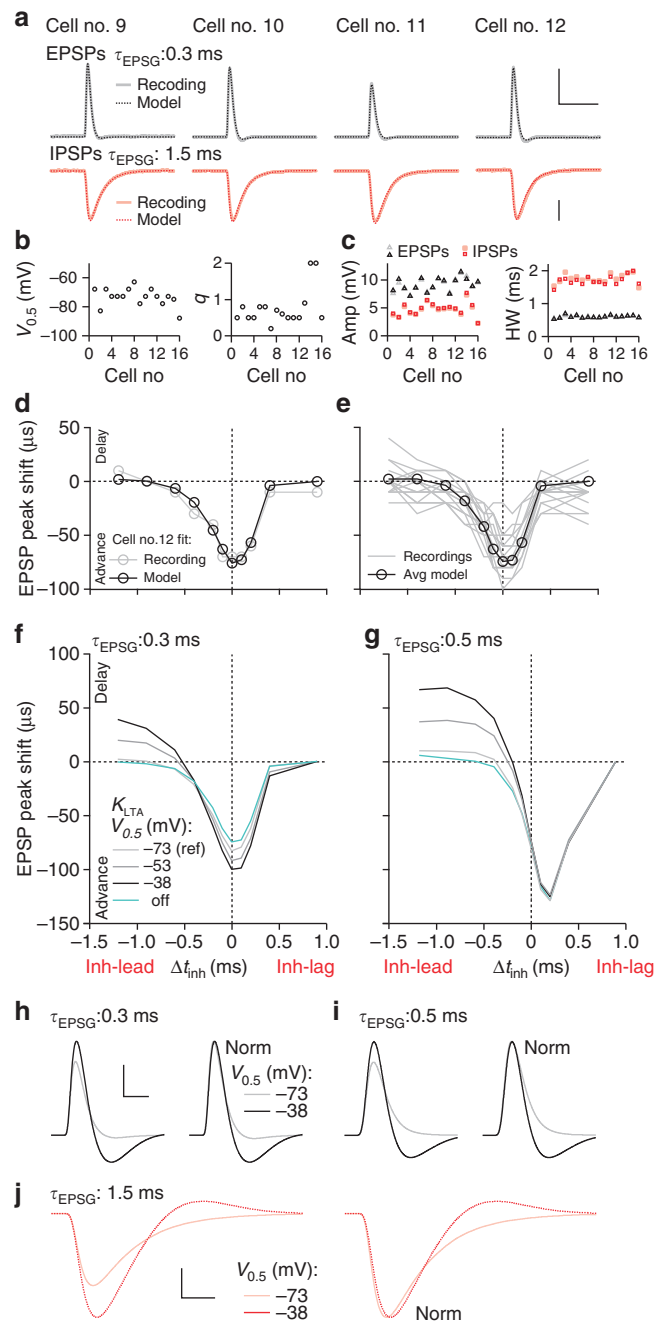 a
Cell no. 9 Cell no. 10 Cell no. 11 Cell no. 12
EPSPs τEPSG:0.3 ms
Recoding
Model
IPSPs τEPSG: 1.5 ms
Recording
Model
b
V0.5 (mV)
−60
−80
−100
0 4 8 12 16
Cell no
q
2
1
0
0 4 8 12 16
Cell no
c
EPSPs IPSPs
Amp (mV)
10
5
0
0 4 8 12 16
Cell no
HW (ms)
2
1
0
0 4 8 12 16
Cell no
d
EPSP peak shift (µs)
50
0
−50
−100
Delay
Advance
Cell no.12 fit:
Recording
Model
e
Recordings
Avg model
f
τEPSG:0.3 ms
EPSP peak shift (µs)
100
50
0
−50
−100
−150
Delay
Advance
KLTA
V0.5 (mV):
−73 (ref)
−53
−38
off
−1.5 −1.0 −0.5 0 0.5 1.0
Inh-lead Δtinh (ms) Inh-lag
g
τEPSG:0.5 ms
−1.5 −1.0 −0.5 0 0.5 1.0
Inh-lead Δtinh (ms) Inh-lag
h
τEPSG:0.3 ms
Norm
V0.5 (mV):
−73
−38
i
τEPSG:0.5 ms
Norm
j
τEPSG: 1.5 ms
V0.5 (mV):
−73
−38
Norm